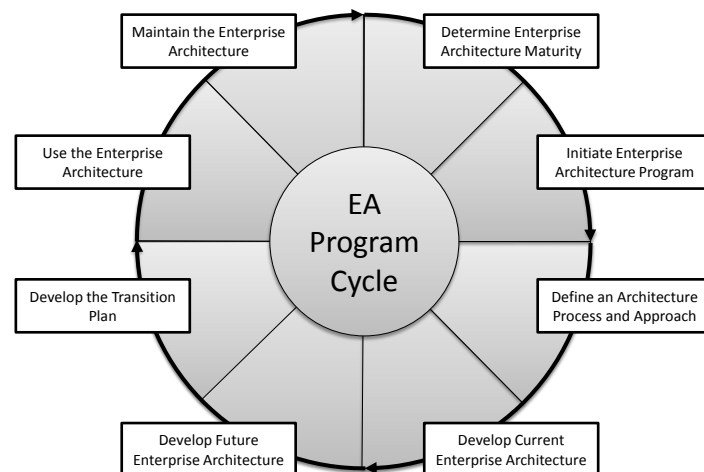 Maintain the Enterprise
Architecture
Determine Enterprise
Architecture Maturity
Use the Enterprise
Architecture
Initiate Enterprise
Architecture Program
EA
Program
Cycle
Develop the Transition
Plan
Define an Architecture
Process and Approach
Develop Future
Enterprise Architecture
Develop Current
Enterprise Architecture